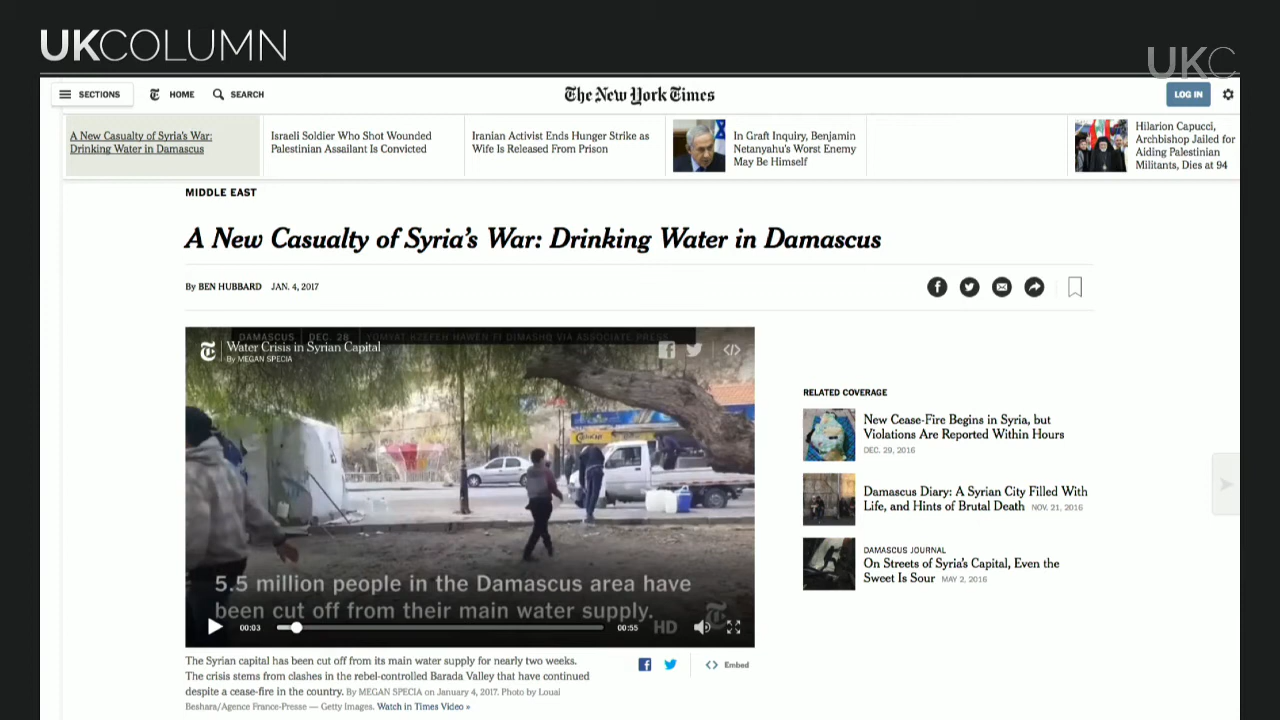 UKCOLUMN
UKC
SECTIONS
HOME
SEARCH
The New York Times
LOG IN
A New Casualty of Syria's War:
Drinking Water in Damascus
Israeli Soldier Who Shot Wounded
Palestinian Assailant Is Convicted
Iranian Activist Ends Hunger Strike as
Wife Is Released From Prison
In Graft Inquiry, Benjamin
Netanyahu's Worst Enemy
May Be Himself
Hilarion Capucci,
Archbishop Jailed for
Aiding Palestinian
Militants, Dies at 94
MIDDLE EAST
A New Casualty of Syria's War: Drinking Water in Damascus
By BEN HUBBARD JAN. 4, 2017
DAMASCUS DEC. 28
Water Crisis in Syrian Capital
By MEGAN SPECIA
5.5 million people in the Damascus area have
been cut off from their main water supply.
00:03
00:55
HD
The Syrian capital has been cut off from its main water supply for nearly two weeks.
The crisis stems from clashes in the rebel-controlled Barada Valley that have continued
despite a cease-fire in the country. By MEGAN SPECIA on January 4, 2017. Photo by Louai
Beshara/Agence France-Presse — Getty Images. Watch in Times Video »
Embed
RELATED COVERAGE
New Cease-Fire Begins in Syria, but
Violations Are Reported Within Hours
DEC. 29, 2016
Damascus Diary: A Syrian City Filled With
Life, and Hints of Brutal Death NOV. 21, 2016
DAMASCUS JOURNAL
On Streets of Syria's Capital, Even the
Sweet Is Sour MAY 2, 2016